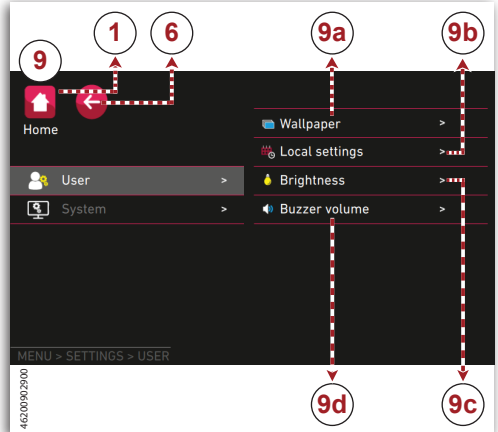 1 6 9a 9b
9
Home
Wallpaper >
Local settings >
User > Brightness >
System > Buzzer volume >
MENU > SETTINGS > USER
46200902900
9d 9c